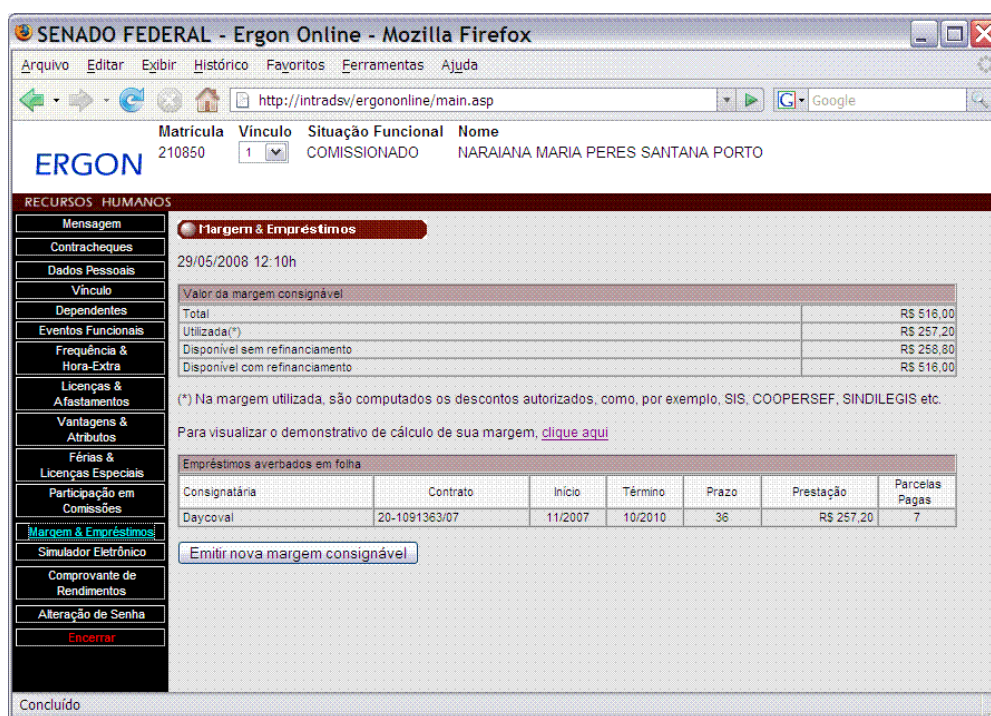 SENADO FEDERAL - Ergon Online - Mozilla Firefox
Arquivo Editar Exibir Histórico Favoritos Ferramentas Ajuda
http://intradsv/ergononline/main.asp G Google
Matrícula Vínculo Situação Funcional Nome
210850 1 COMISSIONADO NARAIANA MARIA PERES SANTANA PORTO
ERGON
RECURSOS HUMANOS
Mensagem
Contracheques
Dados Pessoais
Vínculo
Dependentes
Eventos Funcionais
Frequência &
Hora-Extra
Licenças &
Afastamentos
Vantagens &
Atributos
Férias &
Licenças Especiais
Participação em
Comissões
Margem & Empréstimos
Simulador Eletrônico
Comprovante de
Rendimentos
Alteração de Senha
Encerrar
Margem & Empréstimos
29/05/2008 12:10h
Valor da margem consignável
Total R$ 516,00
Utilizada(*) R$ 257,20
Disponível sem refinanciamento R$ 258,80
Disponível com refinanciamento R$ 516,00
(*) Na margem utilizada, são computados os descontos autorizados, como, por exemplo, SIS, COOPERSEF, SINDILEGIS etc.
Para visualizar o demonstrativo de cálculo de sua margem, clique aqui
Empréstimos averbados em folha
Consignatária Contrato Início Término Prazo Prestação Parcelas Pagas
Daycoval 20-1091363/07 11/2007 10/2010 36 R$ 257,20 7
Emitir nova margem consignável
Concluído